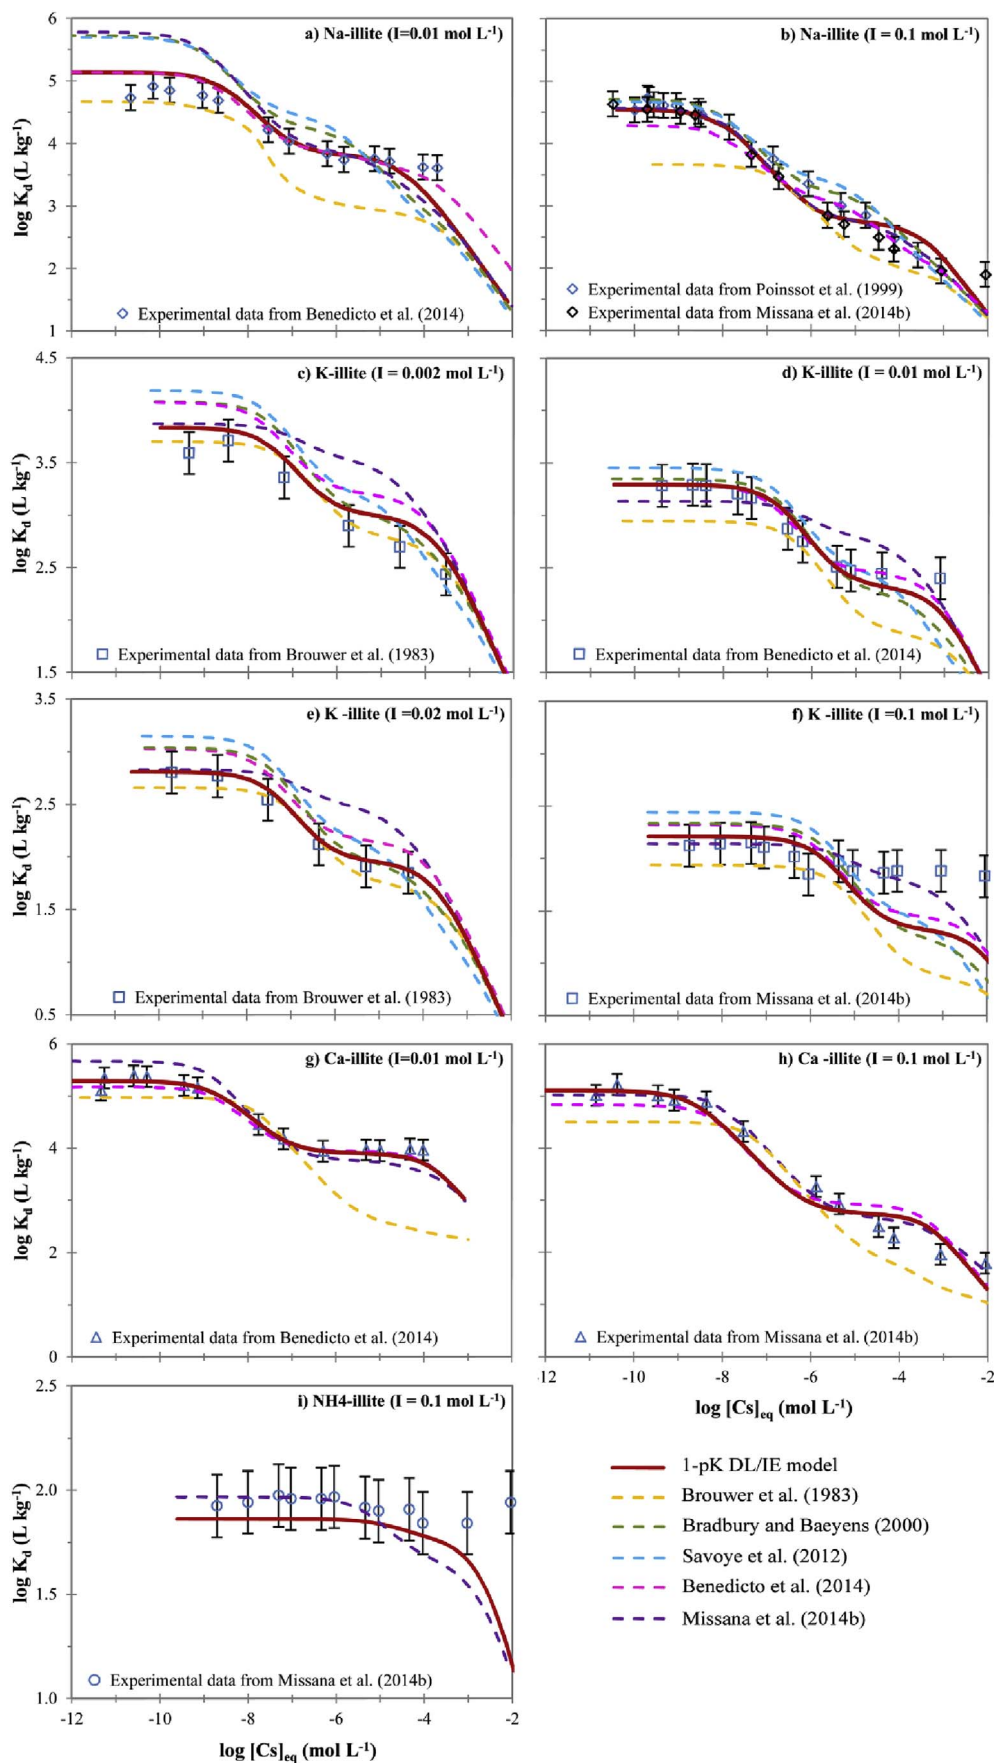 a) Na-illite (I=0.01 mol L⁻¹)
6
5
4
3
2
1
log K_d (L kg⁻¹)
Experimental data from Benedicto et al. (2014)
b) Na-illite (I = 0.1 mol L⁻¹)
Experimental data from Poinssot et al. (1999)
Experimental data from Missana et al. (2014b)
c) K-illite (I = 0.002 mol L⁻¹)
4.5
3.5
2.5
1.5
log K_d (L kg⁻¹)
Experimental data from Brouwer et al. (1983)
d) K-illite (I = 0.01 mol L⁻¹)
Experimental data from Benedicto et al. (2014)
e) K -illite (I =0.02 mol L⁻¹)
3.5
2.5
1.5
0.5
log K_d (L kg⁻¹)
Experimental data from Brouwer et al. (1983)
f) K -illite (I =0.1 mol L⁻¹)
Experimental data from Missana et al. (2014b)
g) Ca-illite (I=0.01 mol L⁻¹)
6
4
2
0
log K_d (L kg⁻¹)
Experimental data from Benedicto et al. (2014)
h) Ca -illite (I = 0.1 mol L⁻¹)
Experimental data from Missana et al. (2014b)
-12 -10 -8 -6 -4 -2
log [Cs]_eq (mol L⁻¹)
i) NH4-illite (I = 0.1 mol L⁻¹)
2.5
2.0
1.5
1.0
log K_d (L kg⁻¹)
Experimental data from Missana et al. (2014b)
-12 -10 -8 -6 -4 -2
log [Cs]_eq (mol L⁻¹)
1-pK DL/IE model
Brouwer et al. (1983)
Bradbury and Baeyens (2000)
Savoye et al. (2012)
Benedicto et al. (2014)
Missana et al. (2014b)